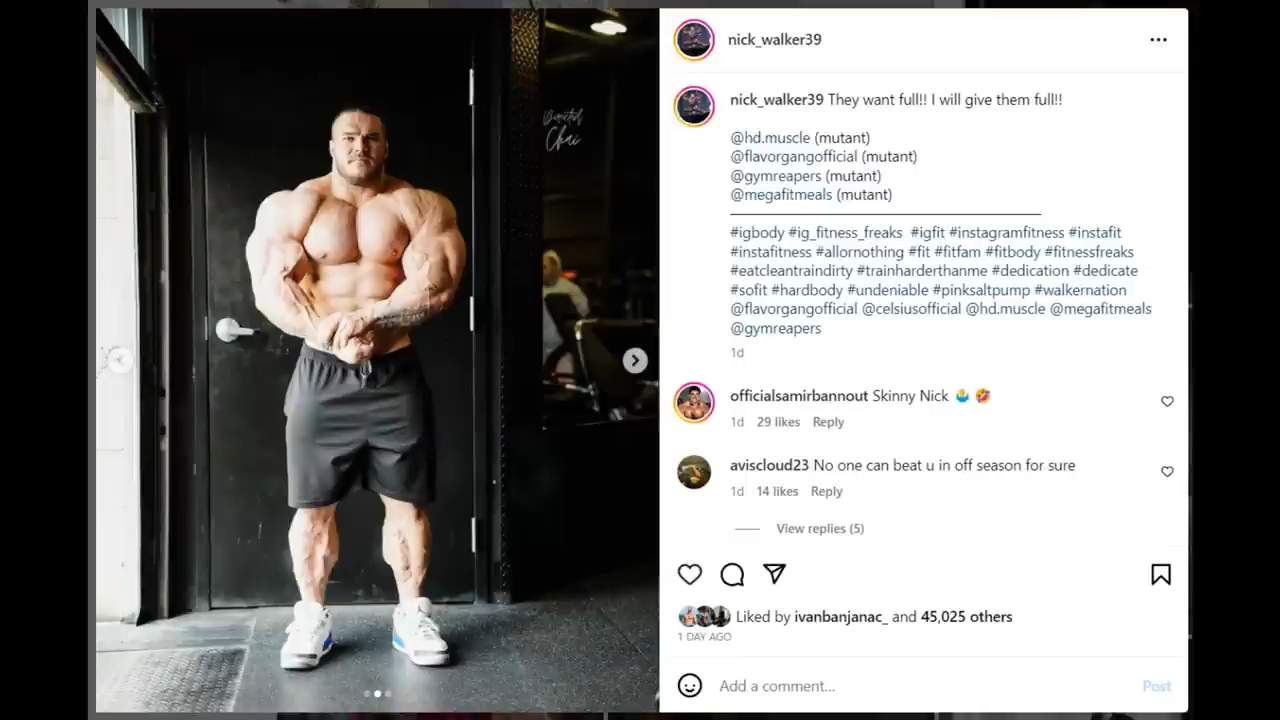 Dimitri
Chai
nick_walker39
nick_walker39 They want full!! I will give them full!!
@hd.muscle (mutant)
@flavorgangofficial (mutant)
@gymreapers (mutant)
@megafitmeals (mutant)
#igbody #ig_fitness_freaks #igfit #instagramfitness #instafit
#instafitness #allornothing #fit #fitfam #fitbody #fitnessfreaks
#eatcleantraindirty #trainharderthanme #dedication #dedicate
#sofit #hardbody #undeniable #pinksaltpump #walkernation
@flavorgangofficial @celsiusofficial @hd.muscle @megafitmeals
@gymreapers
1d
officialsamirbannout Skinny Nick 🤷‍♂️ 🤣
1d 29 likes Reply
aviscloud23 No one can beat u in off season for sure
1d 14 likes Reply
View replies (5)
Liked by ivanbanjanac_ and 45,025 others
1 DAY AGO
Add a comment...
Post